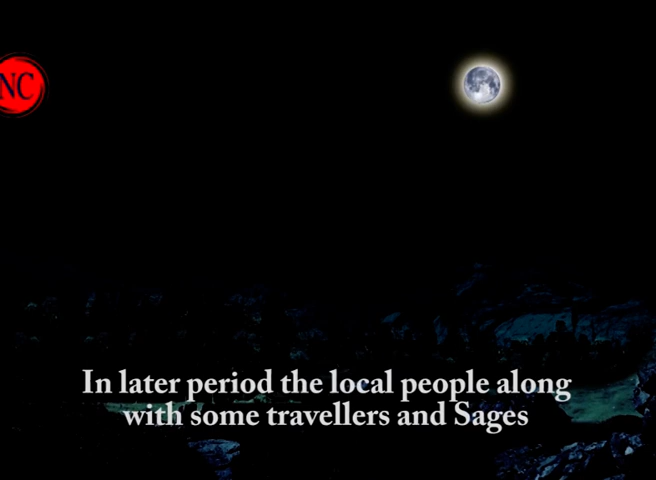 NC
In later period the local people along
with some travellers and Sages